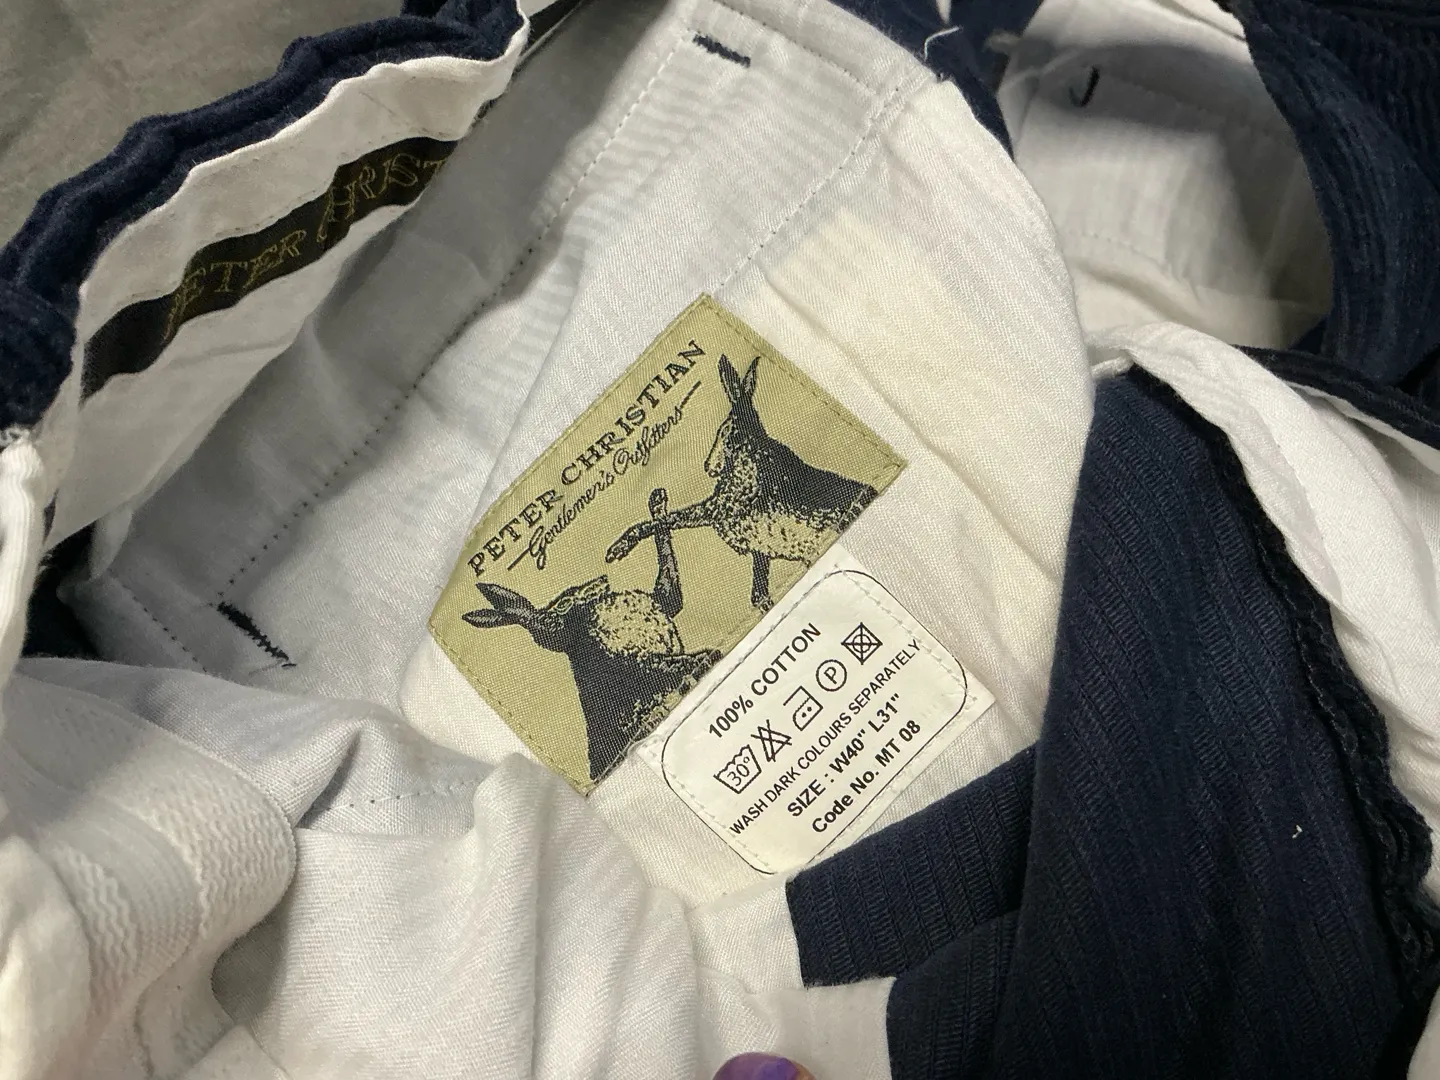 PETER CHRIST
PETER CHRISTIAN
Gentlemen's Outfitters
100% COTTON
30° P
WASH DARK COLOURS SEPARATELY
SIZE : W40" L31"
Code No. MT 08